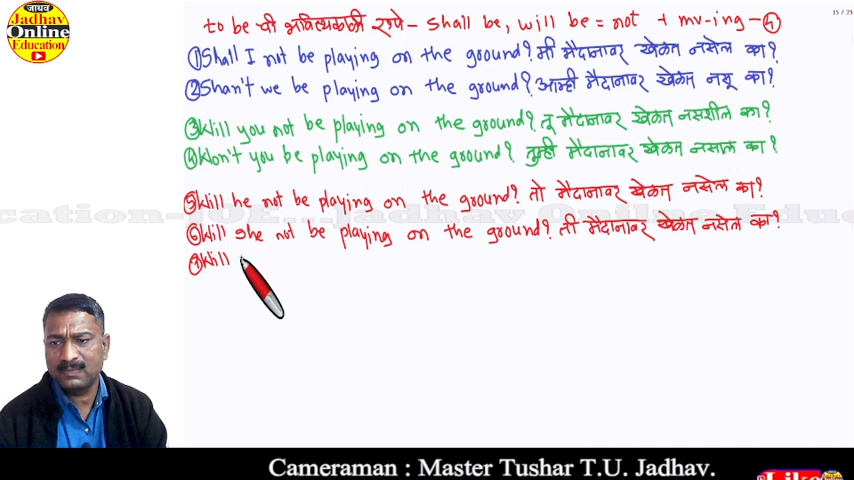 जाधव
Jadhav
Online
Education
15 / 25
to be ची भविष्यकाळी रूपे - shall be, will be = not + mv-ing - ④
① Shall I not be playing on the ground? मी मैदानावर खेळत नसेल का?
② Shan't we be playing on the ground? आम्ही मैदानावर खेळत नसू का?
③ Will you not be playing on the ground? तू मैदानावर खेळत नसशील का?
④ Won't you be playing on the ground? तुम्ही मैदानावर खेळत नसाल का?
⑤ Will he not be playing on the ground? तो मैदानावर खेळत नसेल का?
⑥ Will she not be playing on the ground? ती मैदानावर खेळत नसेल का?
⑦ Will
Cameraman : Master Tushar T.U. Jadhav.
Like